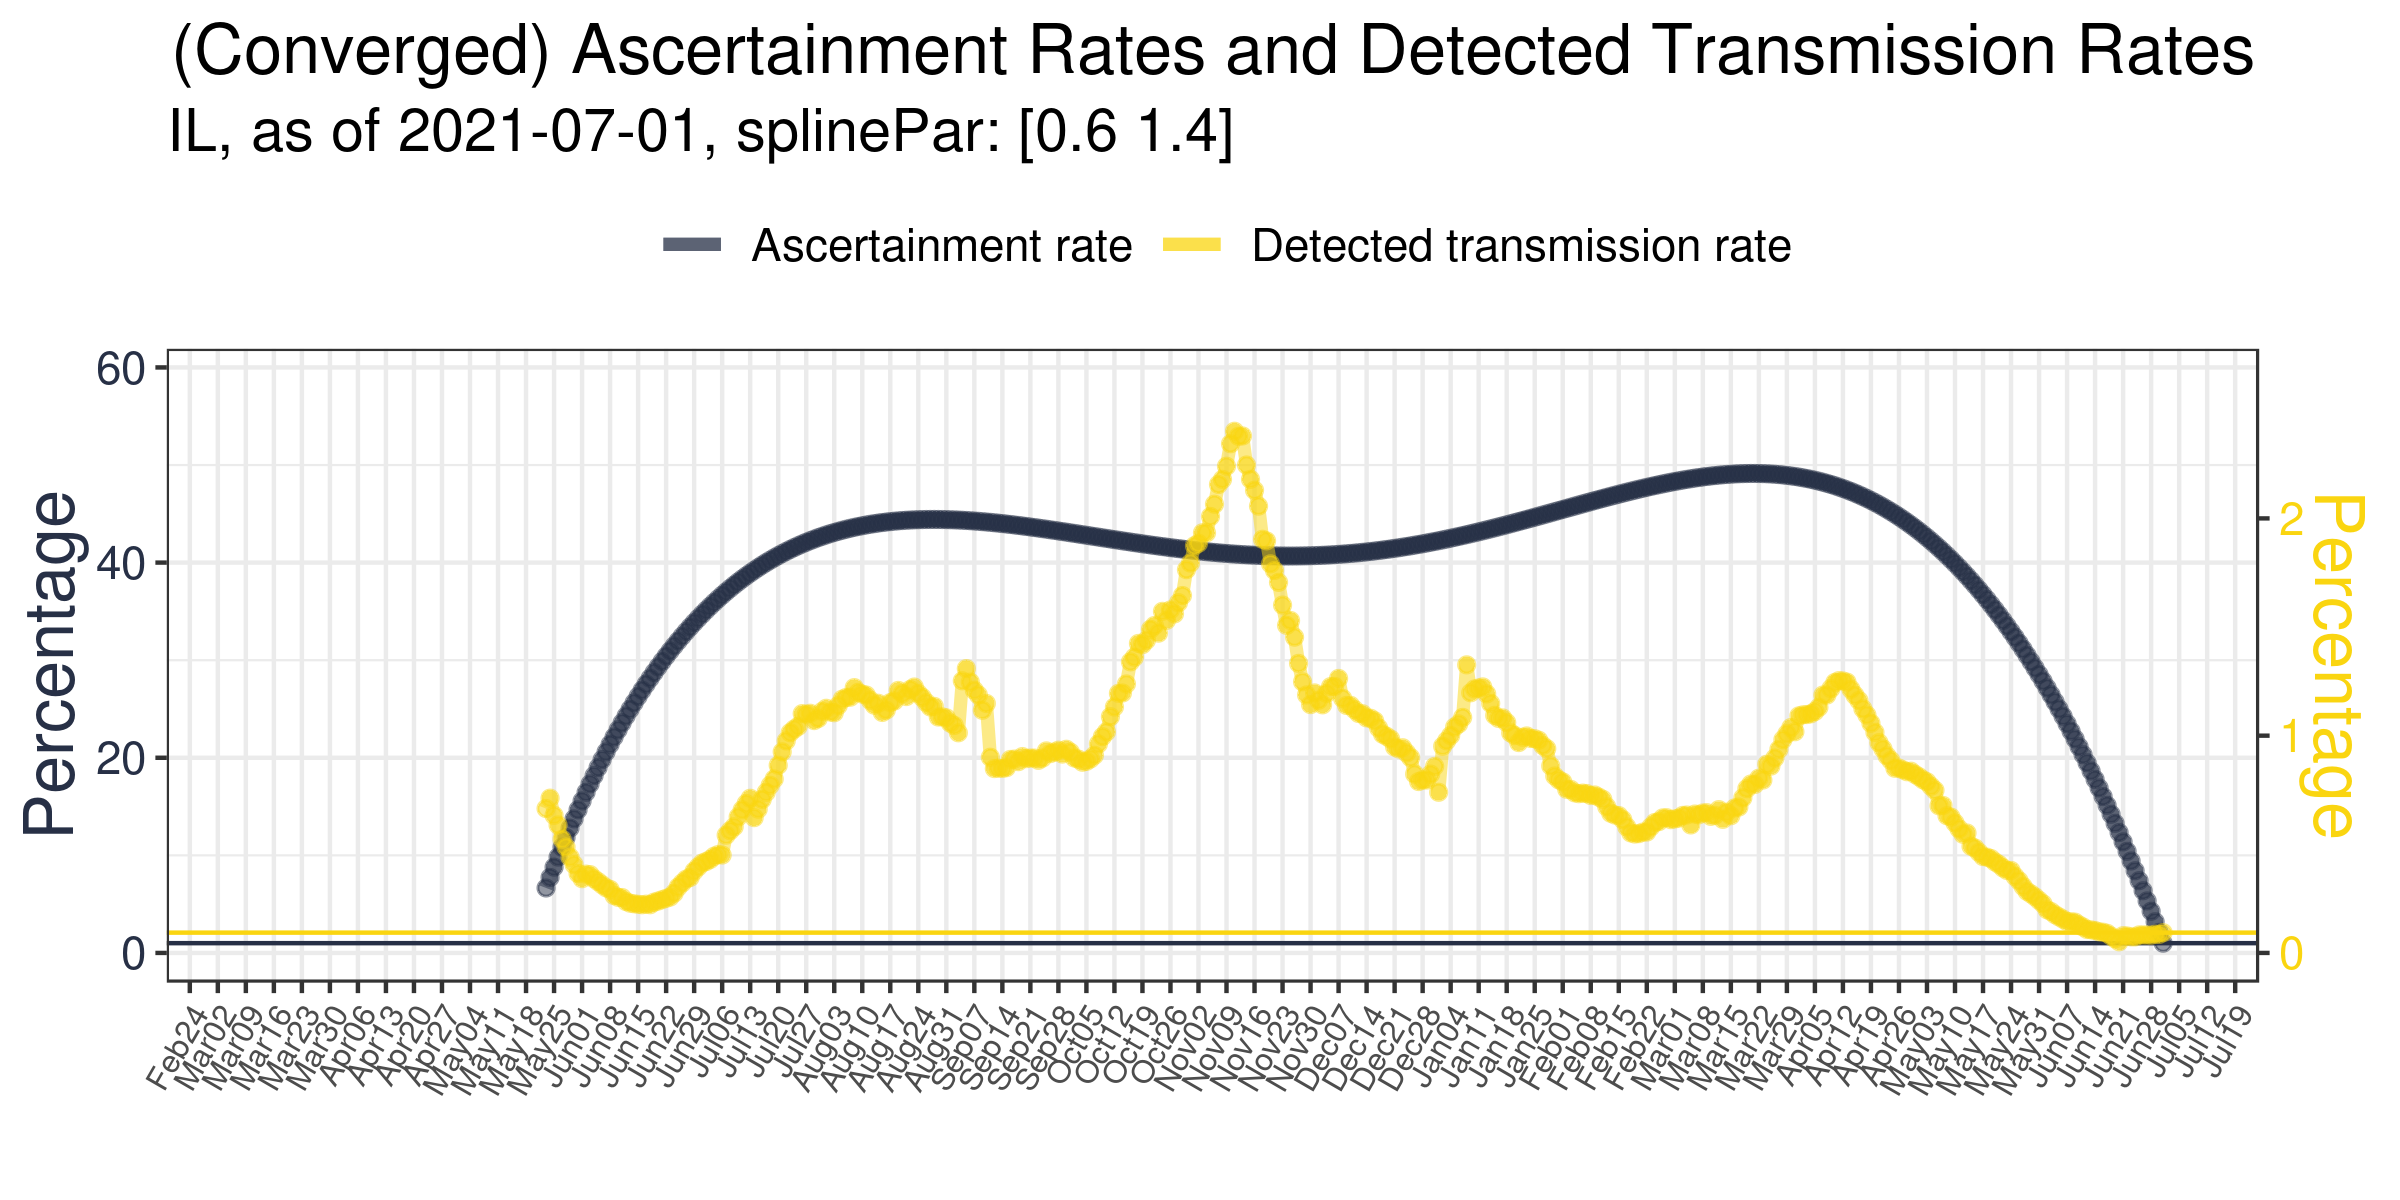 (Converged) Ascertainment Rates and Detected Transmission Rates
IL, as of 2021-07-01, splinePar: [0.6 1.4]
Ascertainment rate Detected transmission rate
Percentage
60
40
20
0
2
1
0
Percentage
Feb24 Mar02 Mar09 Mar16 Mar23 Mar30 Apr06 Apr13 Apr20 Apr27 May04 May11 May18 May25 Jun01 Jun08 Jun15 Jun22 Jun29 Jul06 Jul13 Jul20 Jul27 Aug03 Aug10 Aug17 Aug24 Aug31 Sep07 Sep14 Sep21 Sep28 Oct05 Oct12 Oct19 Oct26 Nov02 Nov09 Nov16 Nov23 Nov30 Dec07 Dec14 Dec21 Dec28 Jan04 Jan11 Jan18 Jan25 Feb01 Feb08 Feb15 Feb22 Mar01 Mar08 Mar15 Mar22 Mar29 Apr05 Apr12 Apr19 Apr26 May03 May10 May17 May24 May31 Jun07 Jun14 Jun21 Jun28 Jul05 Jul12 Jul19